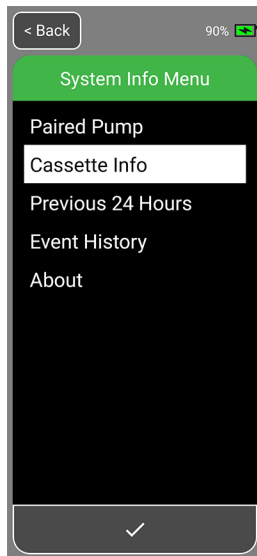 < Back
90%
System Info Menu
Paired Pump
Cassette Info
Previous 24 Hours
Event History
About